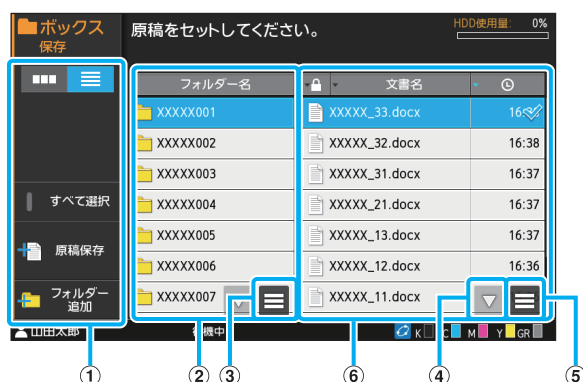 ボックス
保存
原稿をセットしてください。
HDD使用量: 0%
フォルダー名
文書名
XXXXX001
XXXXX_33.docx
XXXXX002
XXXXX_32.docx 16:38
XXXXX003
XXXXX_31.docx 16:37
XXXXX004
XXXXX_21.docx 16:37
XXXXX005
XXXXX_13.docx 16:37
XXXXX006
XXXXX_12.docx 16:36
XXXXX007
XXXXX_11.docx
すべて選択
原稿保存
フォルダー
追加
山田太郎
待機中
K C M Y GR
① ② ③ ⑥ ④ ⑤